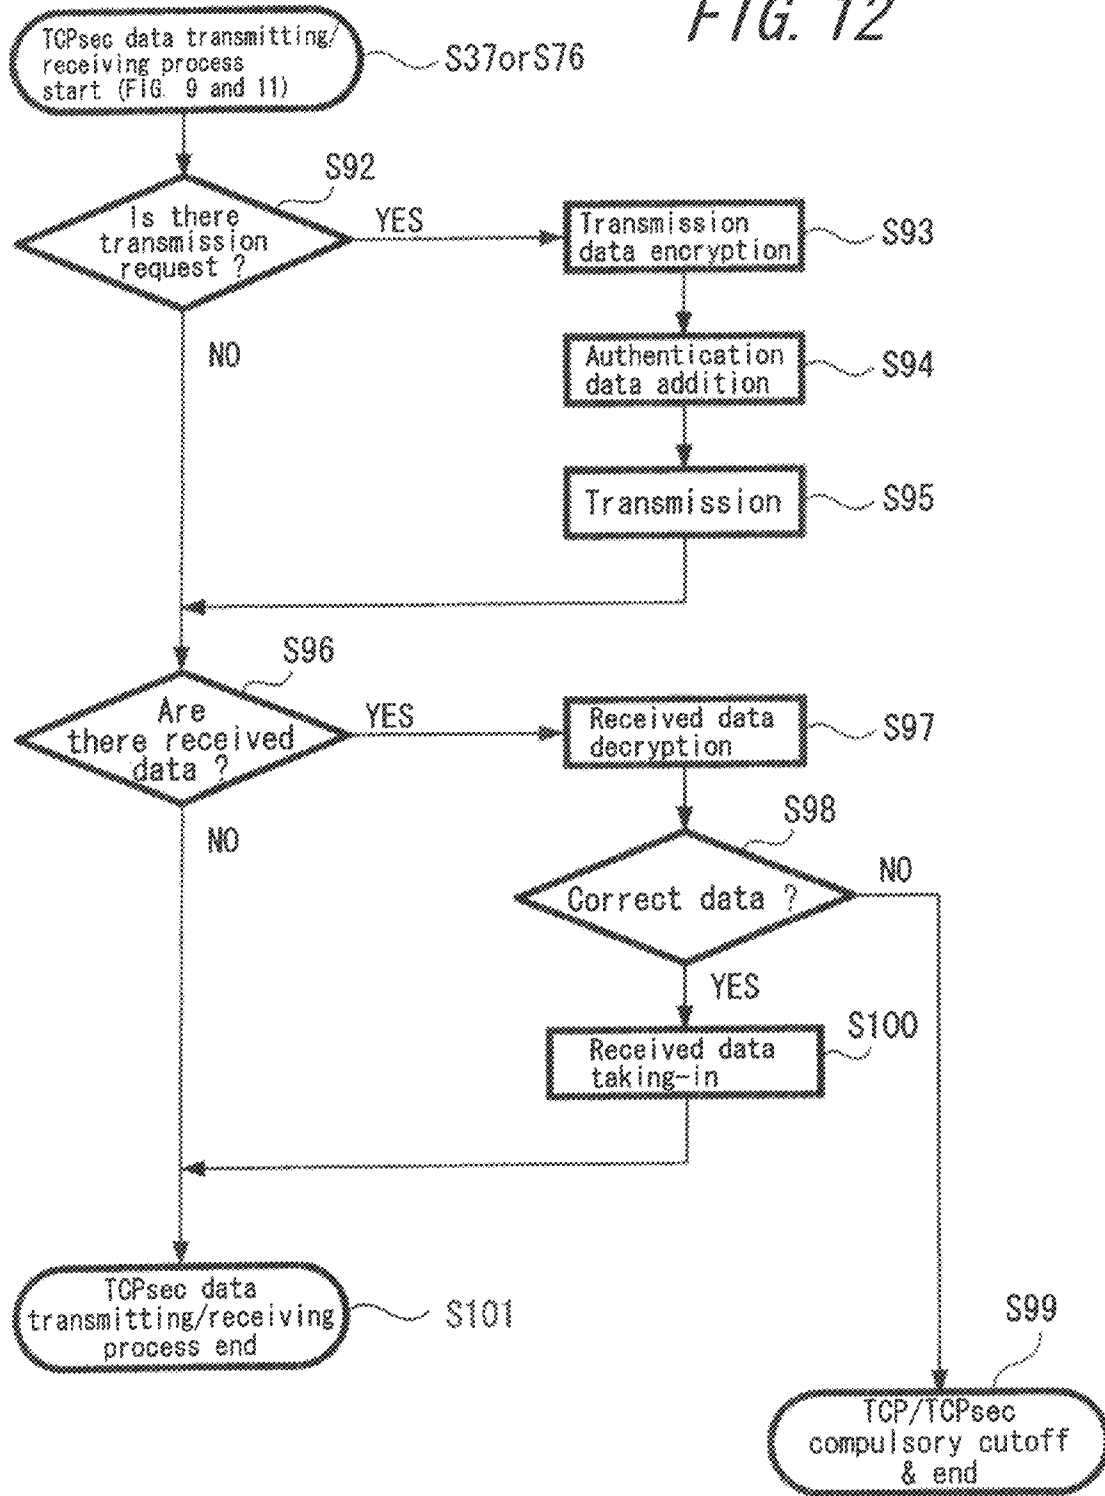 FIG. 12
TCPsec data transmitting/
receiving process
start (FIG. 9 and 11)
S37orS76
S92
Is there
transmission
request ?
YES
NO
Transmission
data encryption
S93
Authentication
data addition
S94
Transmission
S95
S96
Are
there received
data ?
YES
NO
Received data
decryption
S97
S98
Correct data ?
NO
YES
S100
Received data
taking-in
TCPsec data
transmitting/receiving
process end
S101
S99
TCP/TCPsec
compulsory cutoff
& end